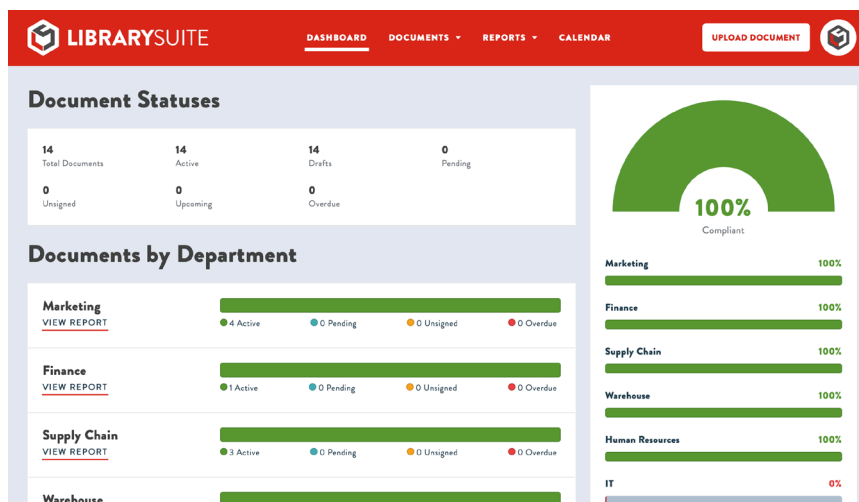 LIBRARYSUITE
DASHBOARD DOCUMENTS REPORTS CALENDAR
UPLOAD DOCUMENT
Document Statuses
14 14 14 0
Total Documents Active Drafts Pending
0 0 0
Unsigned Upcoming Overdue
Documents by Department
Marketing
VIEW REPORT
4 Active 0 Pending 0 Unsigned 0 Overdue
Finance
VIEW REPORT
1 Active 0 Pending 0 Unsigned 0 Overdue
Supply Chain
VIEW REPORT
3 Active 0 Pending 0 Unsigned 0 Overdue
Warehouse
100%
Compliant
Marketing 100%
Finance 100%
Supply Chain 100%
Warehouse 100%
Human Resources 100%
IT 0%